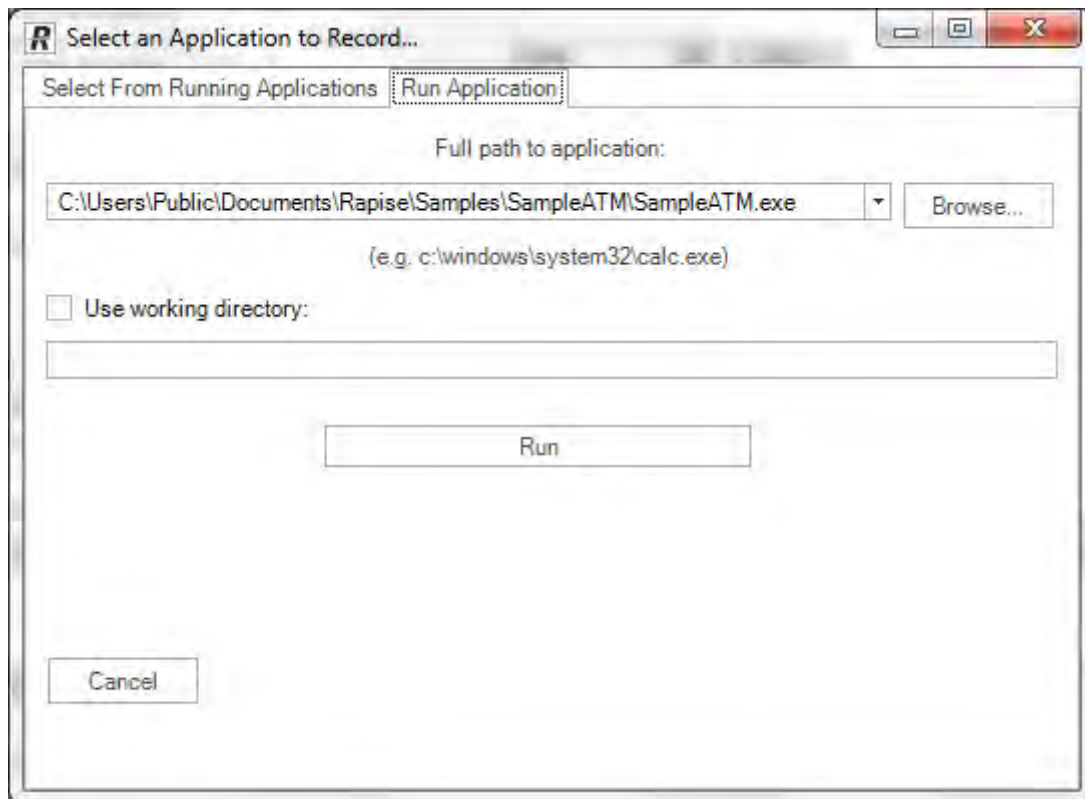 R Select an Application to Record...
Select From Running Applications Run Application
Full path to application:
C:\Users\Public\Documents\Rapise\Samples\SampleATM\SampleATM.exe Browse...
(e.g. c:\windows\system32\calc.exe)
Use working directory:
Run
Cancel